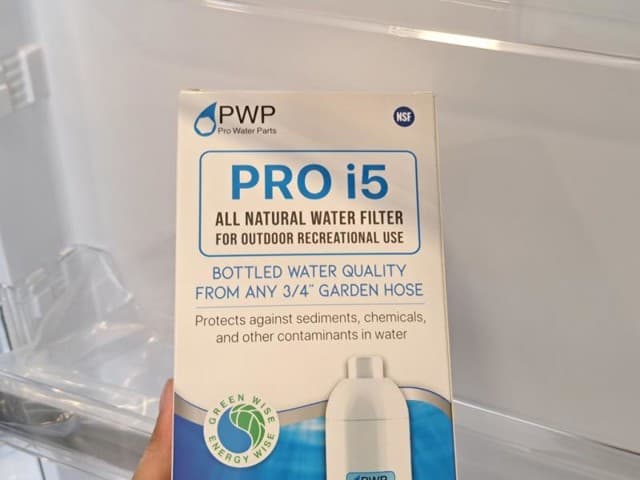 PWP
Pro Water Parts
NSF
PRO i5
ALL NATURAL WATER FILTER
FOR OUTDOOR RECREATIONAL USE
BOTTLED WATER QUALITY
FROM ANY 3/4" GARDEN HOSE
Protects against sediments, chemicals,
and other contaminants in water
GREEN WISE
ENERGY WISE
PWP